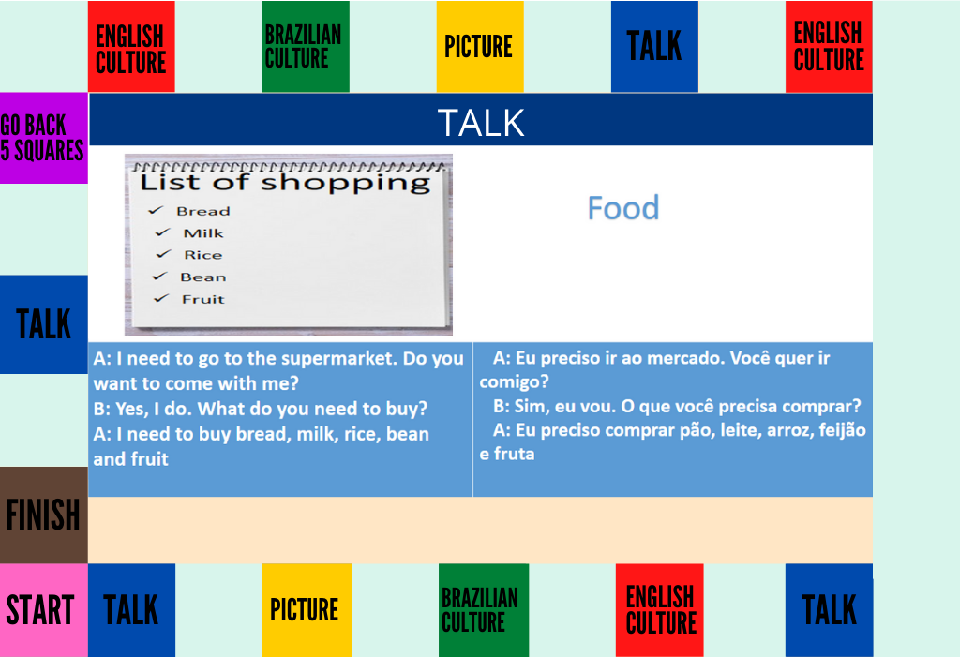 ENGLISH
CULTURE
BRAZILIAN
CULTURE
PICTURE
TALK
ENGLISH
CULTURE
GO BACK
5 SQUARES
TALK
List of shopping
✓ Bread
✓ Milk
✓ Rice
✓ Bean
✓ Fruit
Food
TALK
A: I need to go to the supermarket. Do you
want to come with me?
B: Yes, I do. What do you need to buy?
A: I need to buy bread, milk, rice, bean
and fruit
A: Eu preciso ir ao mercado. Você quer ir
comigo?
B: Sim, eu vou. O que você precisa comprar?
A: Eu preciso comprar pão, leite, arroz, feijão
e fruta
FINISH
START
TALK
PICTURE
BRAZILIAN
CULTURE
ENGLISH
CULTURE
TALK